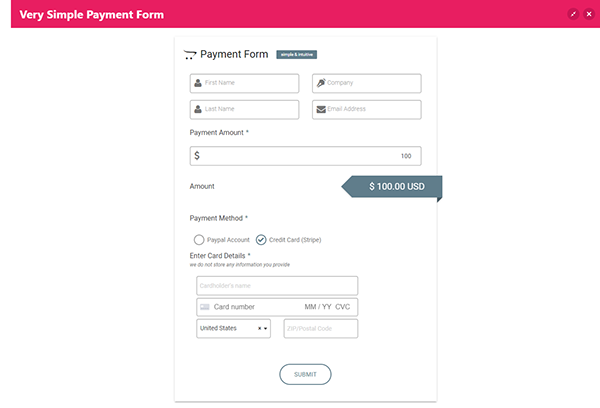 Very Simple Payment Form
Payment Form simple & intuitive
First Name Company
Last Name Email Address
Payment Amount *
$ 100
Amount $ 100.00 USD
Payment Method *
Paypal Account Credit Card (Stripe)
Enter Card Details *
we do not store any information you provide
Cardholder's name
Card number MM / YY CVC
United States × ZIP/Postal Code
SUBMIT